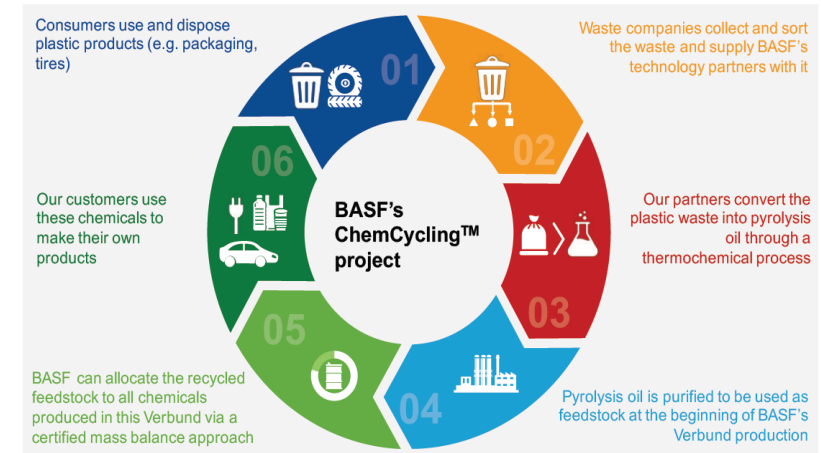 Consumers use and dispose
plastic products (e.g. packaging,
tires)
01
Waste companies collect and sort
the waste and supply BASF's
technology partners with it
02
Our partners convert the
plastic waste into pyrolysis
oil through a
thermochemical process
03
Pyrolysis oil is purified to be used as
feedstock at the beginning of BASF's
Verbund production
04
BASF can allocate the recycled
feedstock to all chemicals
produced in this Verbund via a
certified mass balance approach
05
Our customers use
these chemicals to
make their own
products
06
BASF's
ChemCycling™
project